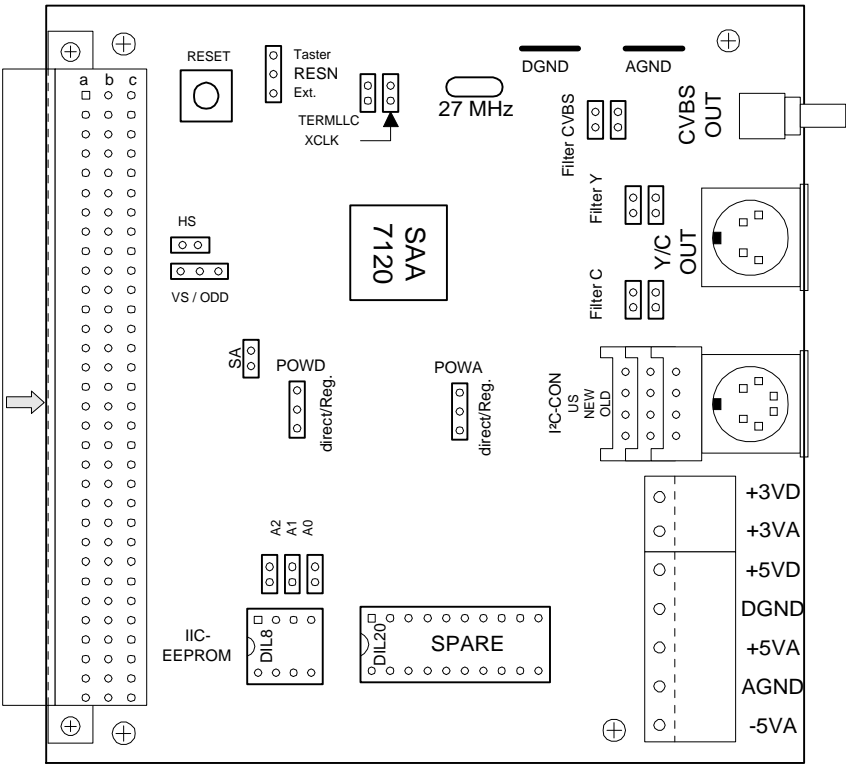 RESET
Taster
RESN
Ext.
TERMLLC
XCLK
27 MHz
DGND
AGND
a b c
Filter CVBS
CVBS
OUT
HS
VS / ODD
SAA
7120
Filter Y
Y/C
OUT
Filter C
SA
POWD
direct/Reg.
POWA
direct/Reg.
I²C-CON
US
NEW
OLD
+3VD
+3VA
+5VD
DGND
+5VA
AGND
-5VA
A2
A1
A0
IIC-
EEPROM
DIL8
DIL20
SPARE